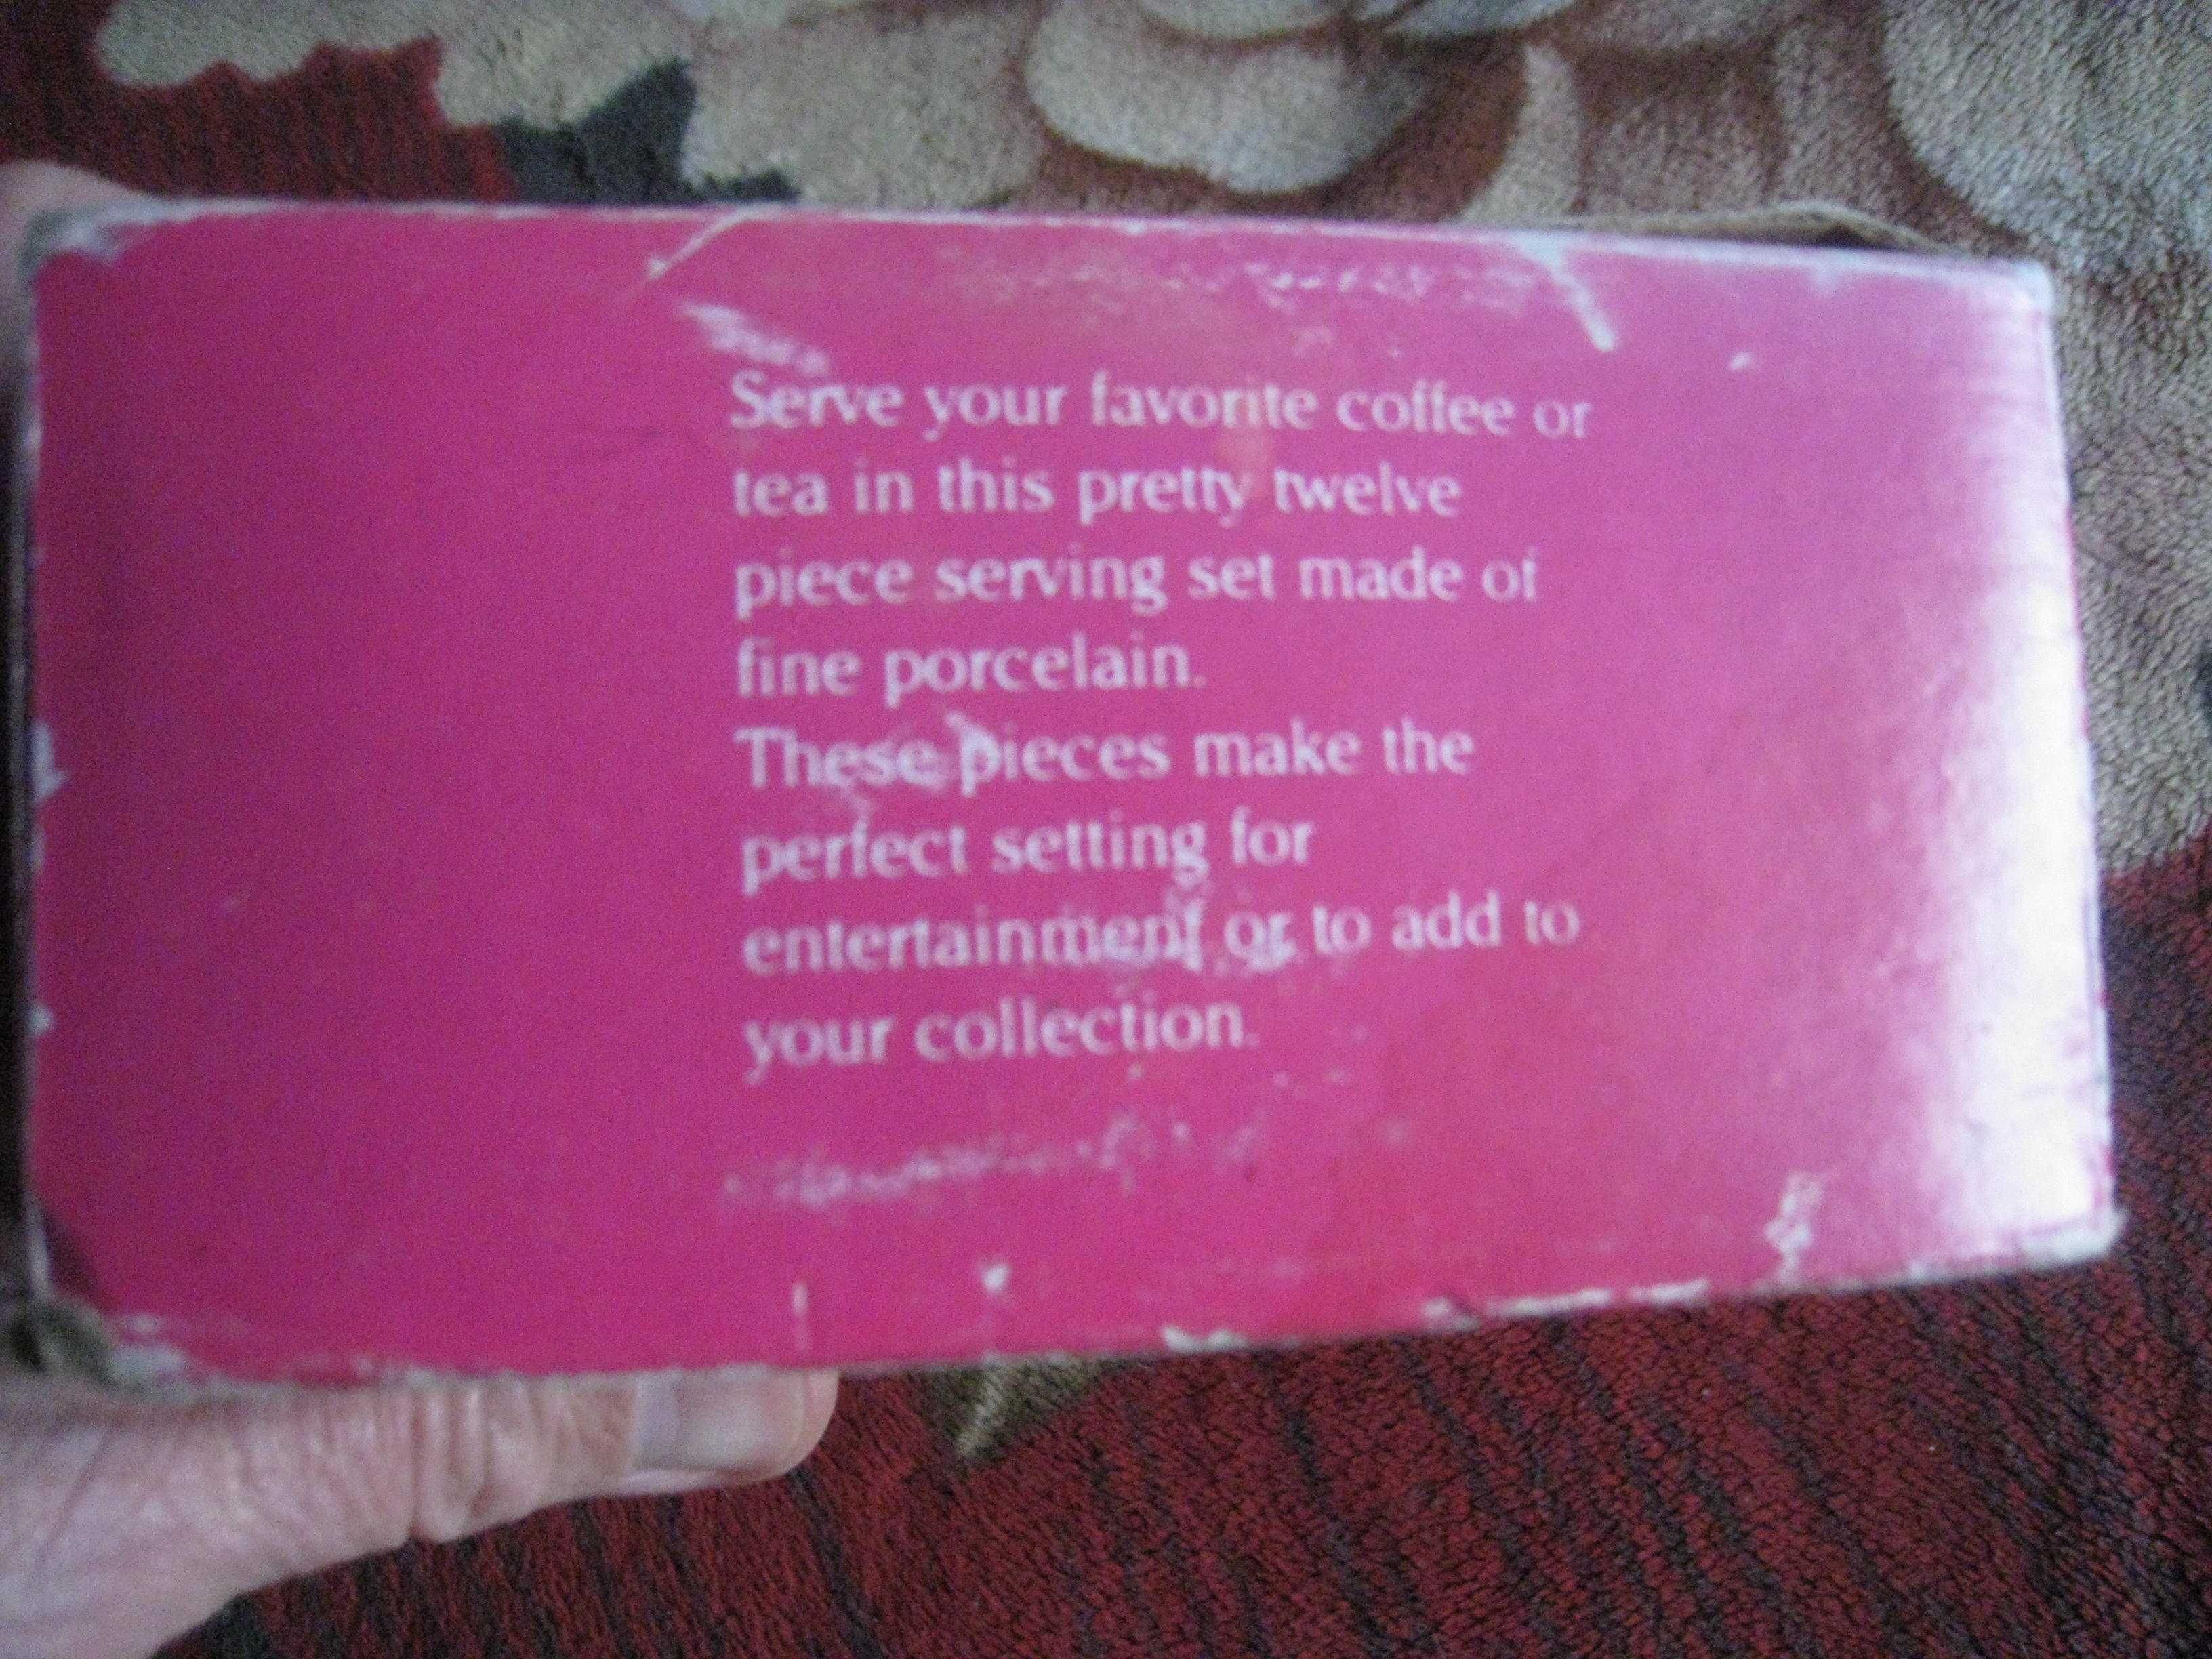 Serve your favorite coffee or
tea in this pretty twelve
piece serving set made of
fine porcelain.
These pieces make the
perfect setting for
entertainment or to add to
your collection.